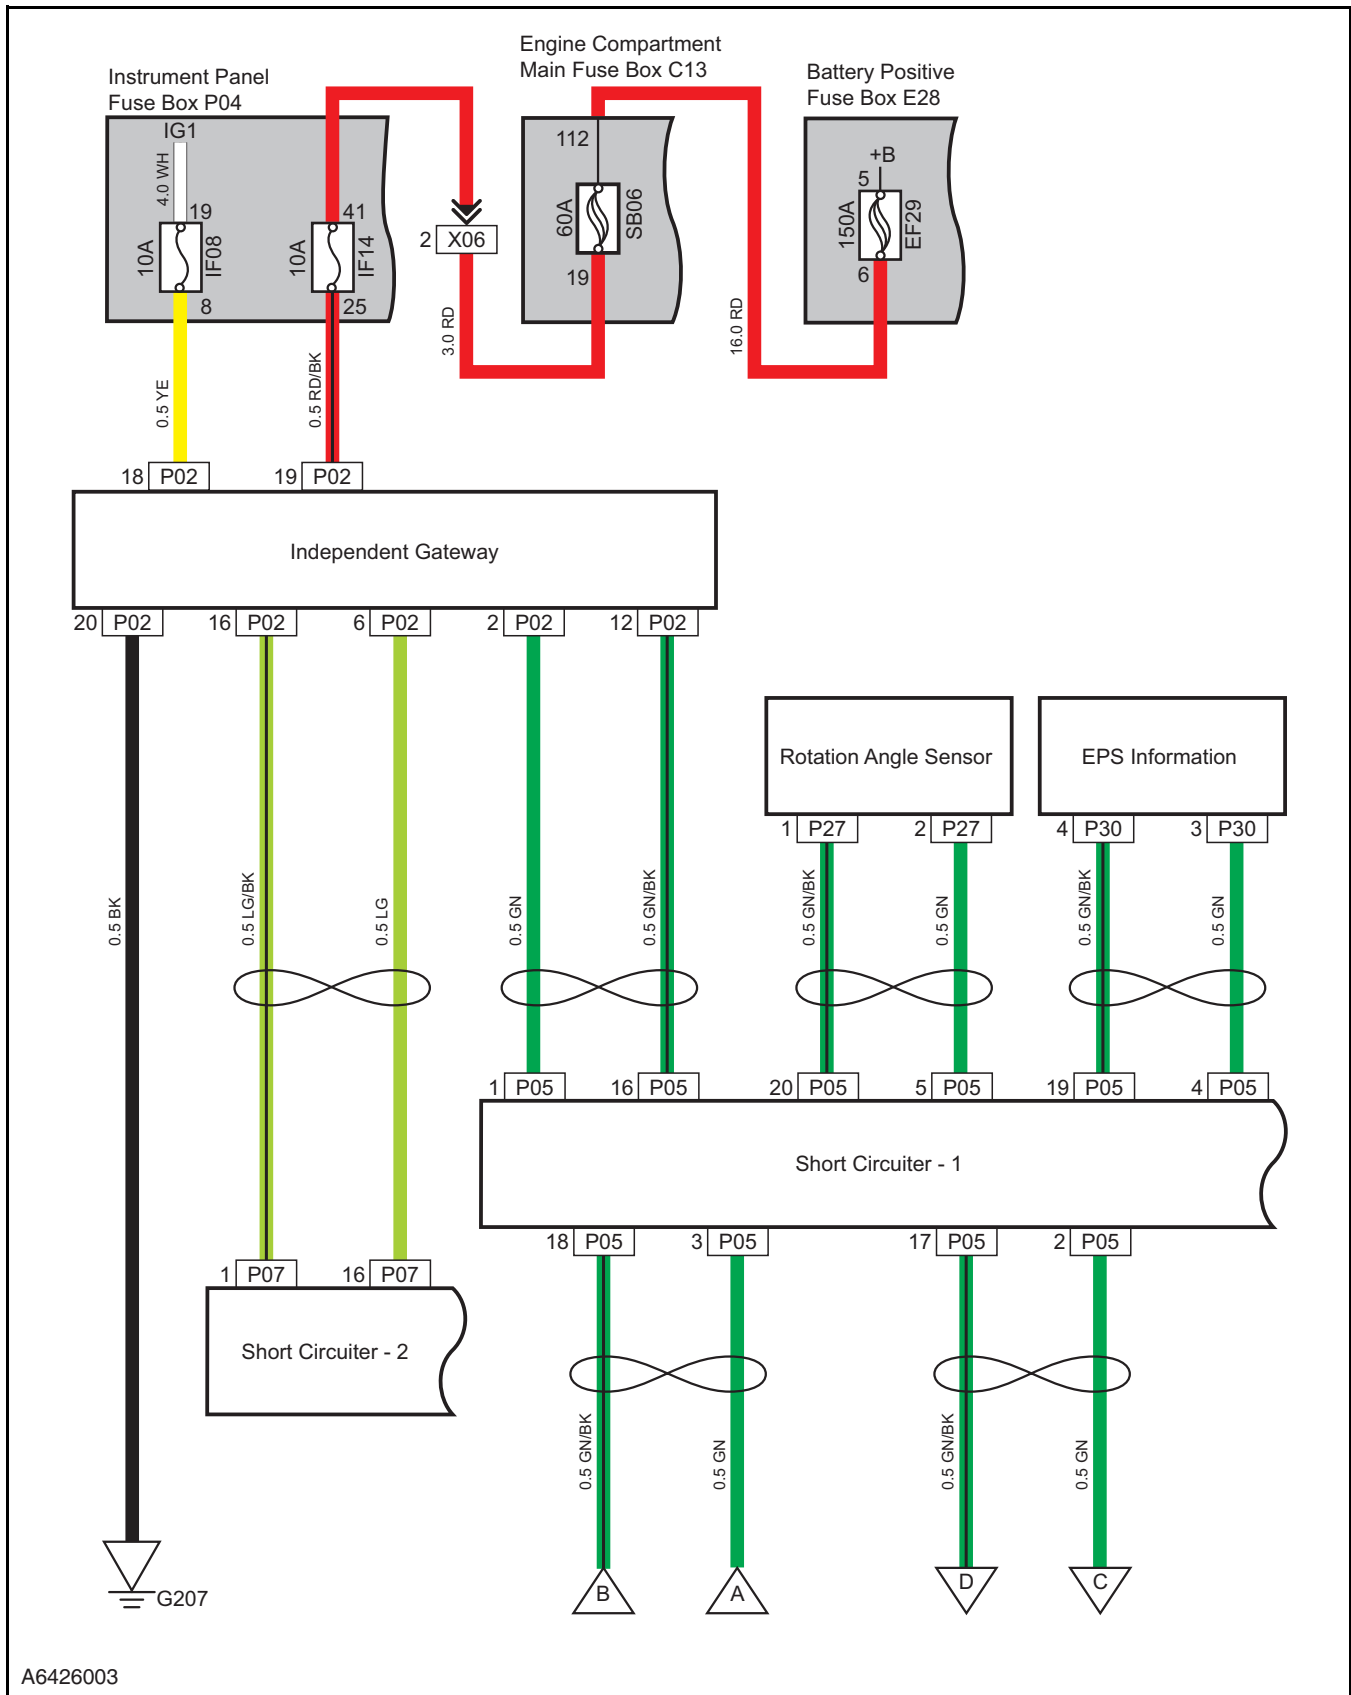 Engine Compartment
Main Fuse Box C13
Instrument Panel
Fuse Box P04
Battery Positive
Fuse Box E28
IG1
4.0 WH
19
10A
IF08
8
41
10A
IF14
25
2 X06
112
60A
SB06
19
+B
5
150A
EF29
6
3.0 RD
16.0 RD
0.5 YE
0.5 RD/BK
18 P02
19 P02
Independent Gateway
20 P02
16 P02
6 P02
2 P02
12 P02
Rotation Angle Sensor
EPS Information
1 P27
2 P27
4 P30
3 P30
0.5 BK
0.5 LG/BK
0.5 LG
0.5 GN
0.5 GN/BK
0.5 GN/BK
0.5 GN
0.5 GN/BK
0.5 GN
1 P05
16 P05
20 P05
5 P05
19 P05
4 P05
Short Circuiter - 1
18 P05
3 P05
17 P05
2 P05
1 P07
16 P07
Short Circuiter - 2
0.5 GN/BK
0.5 GN
0.5 GN/BK
0.5 GN
B
A
D
C
G207
A6426003